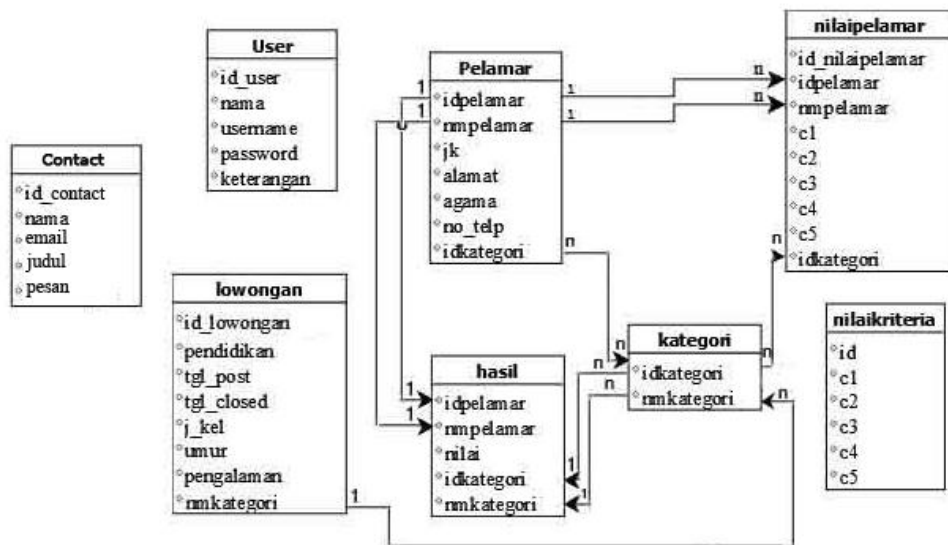 User
id_user
nama
username
password
keterangan
Contact
id_contact
nama
email
judul
pesan
Pelamar
idpelamar
nmpelamar
jk
alamat
agama
no_telp
idkategori
nilaipelamar
id_nilaipelamar
idpelamar
nmpelamar
c1
c2
c3
c4
c5
idkategori
lowongan
id_lowongan
pendidikan
tgl_post
tgl_closed
j_kel
umur
pengalaman
nmkategori
hasil
idpelamar
nmpelamar
nilai
idkategori
nmkategori
kategori
idkategori
nmkategori
nilaikriteria
id
c1
c2
c3
c4
c5
1
1
1
1
n
n
n
n
n
n
n
n
1
1
1
1
1
n